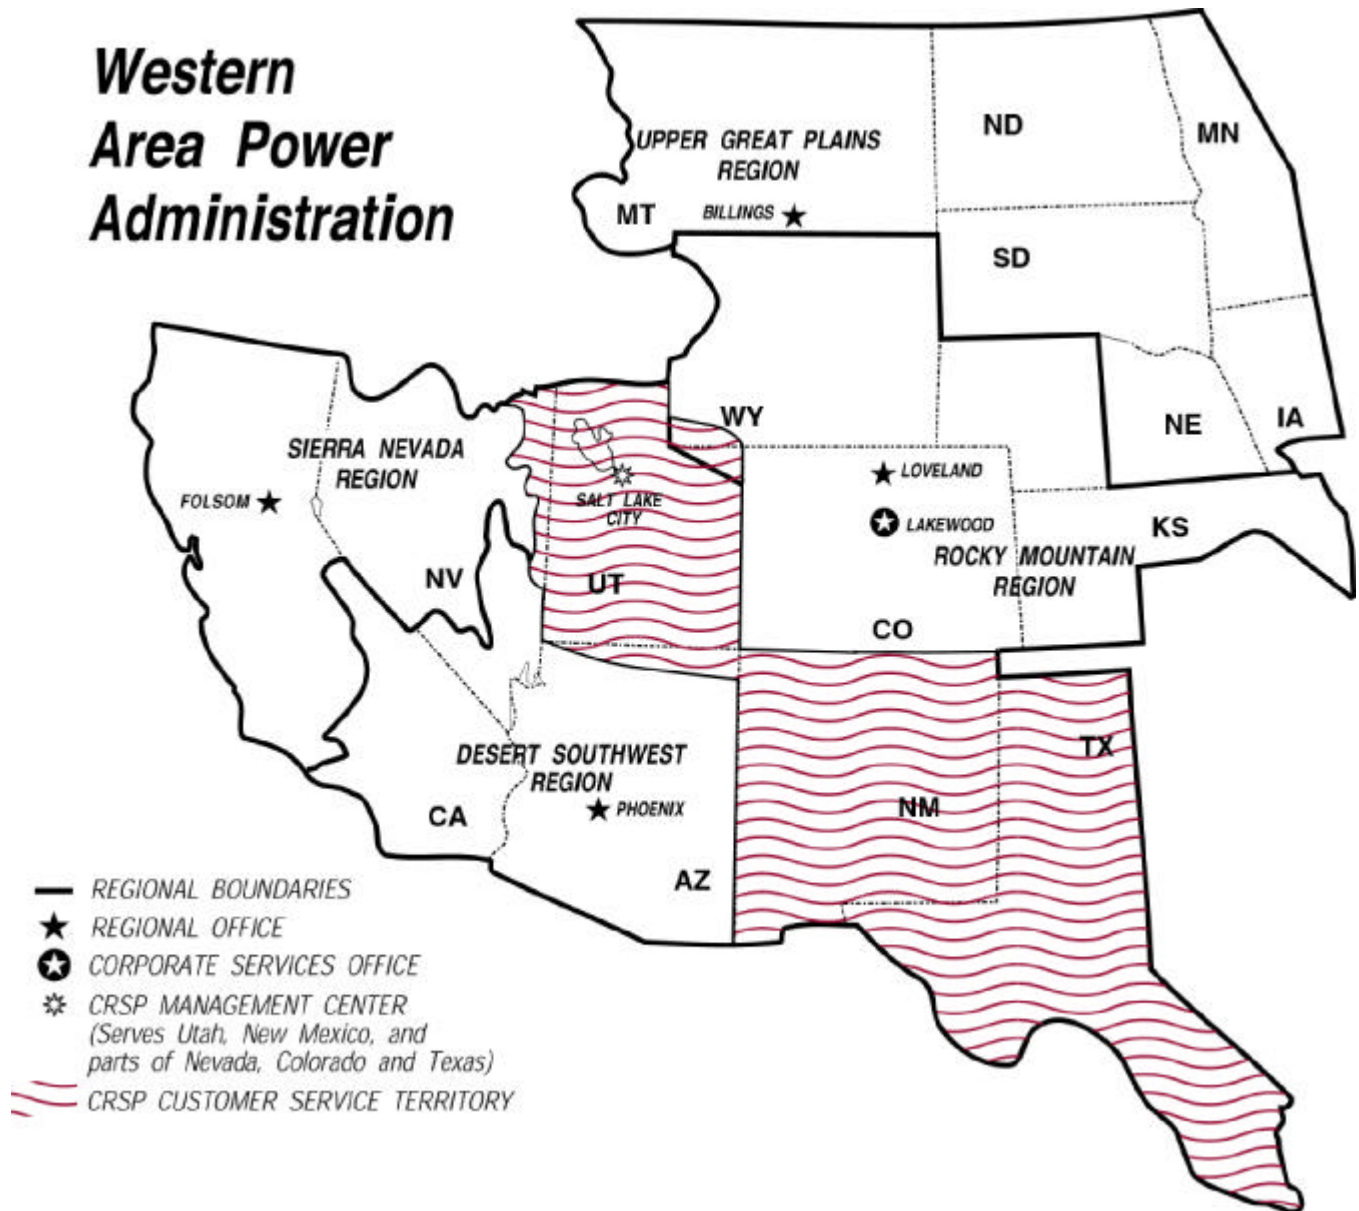 Western
Area Power
Administration
UPPER GREAT PLAINS
REGION
ND
MN
MT
BILLINGS
SD
WY
NE
IA
SIERRA NEVADA
REGION
FOLSOM
LOVELAND
SALT LAKE
CITY
LAKEWOOD
KS
ROCKY MOUNTAIN
REGION
NV
UT
CO
DESERT SOUTHWEST
REGION
TX
PHOENIX
NM
CA
AZ
REGIONAL BOUNDARIES
REGIONAL OFFICE
CORPORATE SERVICES OFFICE
CRSP MANAGEMENT CENTER
(Serves Utah, New Mexico, and
parts of Nevada, Colorado and Texas)
CRSP CUSTOMER SERVICE TERRITORY